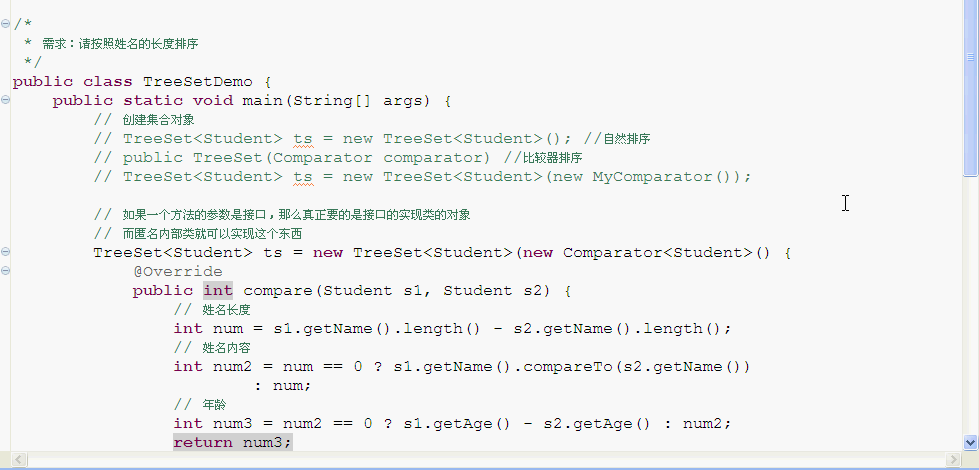 /*
 * 需求：请按照姓名的长度排序
 */
public class TreeSetDemo {
    public static void main(String[] args) {
        // 创建集合对象
        // TreeSet<Student> ts = new TreeSet<Student>(); //自然排序
        // public TreeSet(Comparator comparator) //比较器排序
        // TreeSet<Student> ts = new TreeSet<Student>(new MyComparator());

        // 如果一个方法的参数是接口，那么真正要的是接口的实现类的对象
        // 而匿名内部类就可以实现这个东西
        TreeSet<Student> ts = new TreeSet<Student>(new Comparator<Student>() {
            @Override
            public int compare(Student s1, Student s2) {
                // 姓名长度
                int num = s1.getName().length() - s2.getName().length();
                // 姓名内容
                int num2 = num == 0 ? s1.getName().compareTo(s2.getName())
                        : num;
                // 年龄
                int num3 = num2 == 0 ? s1.getAge() - s2.getAge() : num2;
                return num3;